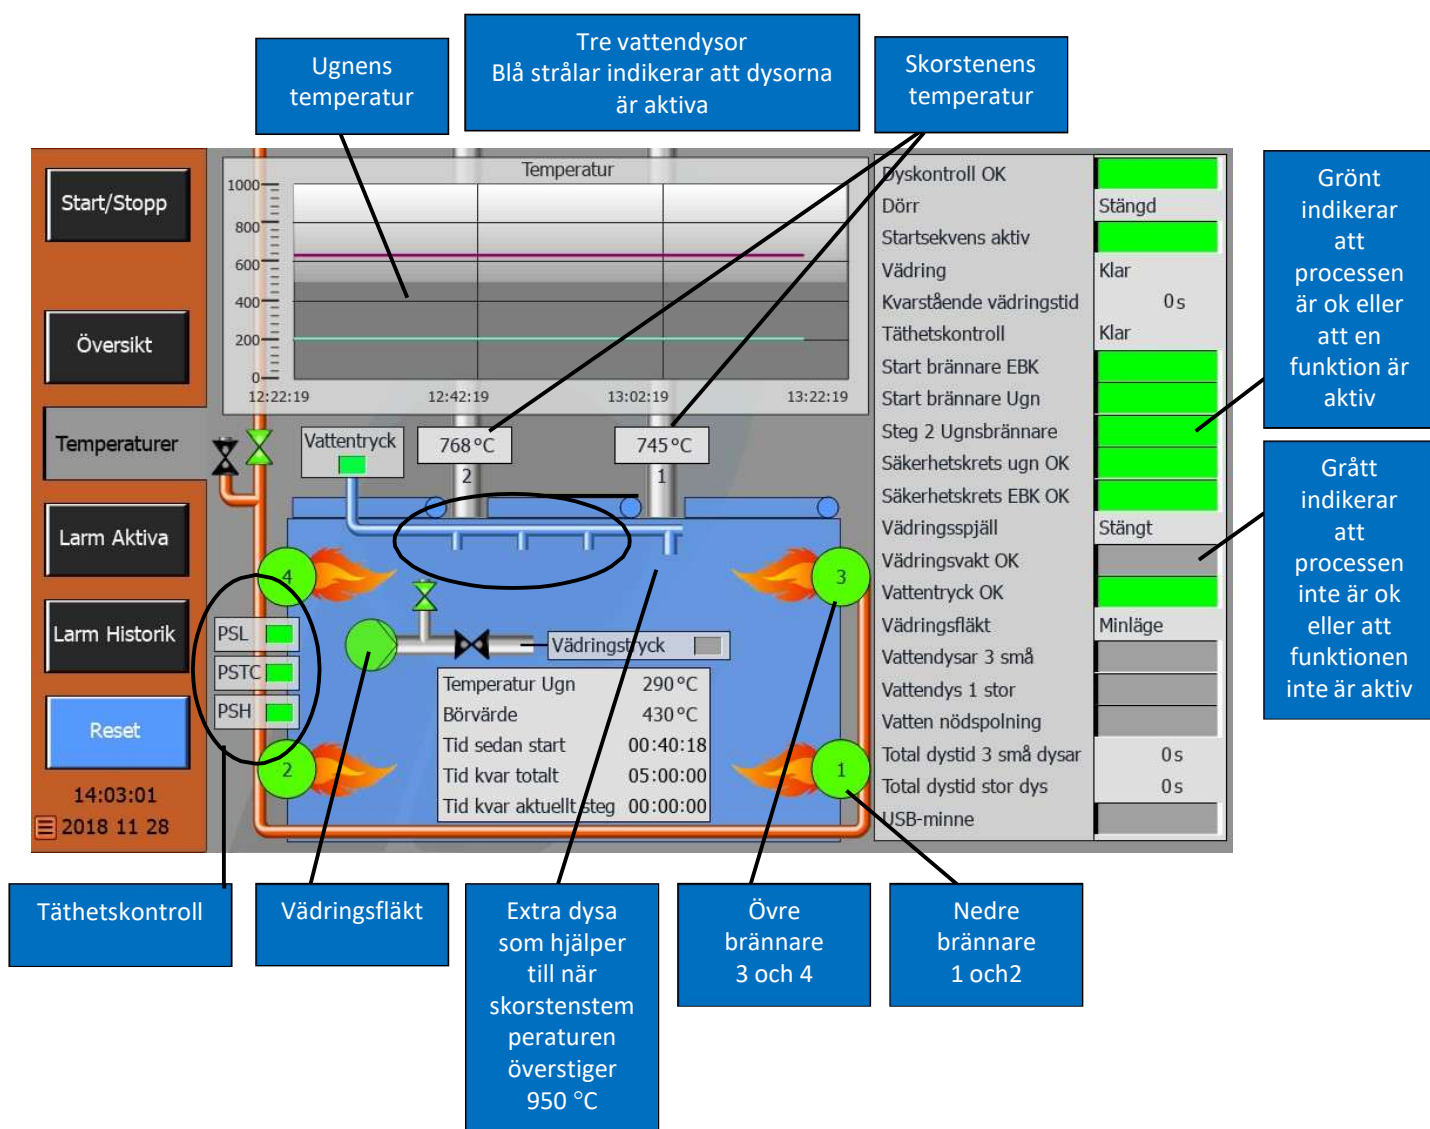 Ugnens
temperatur
Tre vattendysor
Blå strålar indikerar att dysorna
är aktiva
Skorstenens
temperatur
Start/Stopp
Översikt
Temperaturer
Larm Aktiva
Larm Historik
Reset
14:03:01
2018 11 28
Temperatur
1000
800
600
400
200
0
12:22:19
12:42:19
13:02:19
13:22:19
Vattentryck
768 °C
2
745 °C
1
4
3
2
1
PSL
PSTC
PSH
Vädringstryck
Temperatur Ugn 290 °C
Börvärde 430 °C
Tid sedan start 00:40:18
Tid kvar totalt 05:00:00
Tid kvar aktuellt steg 00:00:00
Dyskontroll OK
Dörr Stängd
Startsekvens aktiv
Vädring Klar
Kvarstående vädringstid 0 s
Täthetskontroll Klar
Start brännare EBK
Start brännare Ugn
Steg 2 Ugnsbrännare
Säkerhetskrets ugn OK
Säkerhetskrets EBK OK
Vädringsspjäll Stängt
Vädringsvakt OK
Vattentryck OK
Vädringsfläkt Minläge
Vattendysar 3 små
Vattendys 1 stor
Vatten nödspolning
Total dystid 3 små dysar 0 s
Total dystid stor dys 0 s
USB-minne
Grönt
indikerar
att
processen
är ok eller
att en
funktion är
aktiv
Grått
indikerar
att
processen
inte är ok
eller att
funktionen
inte är aktiv
Täthetskontroll
Vädringsfläkt
Extra dysa
som hjälper
till när
skorstenstem
peraturen
överstiger
950 °C
Övre
brännare
3 och 4
Nedre
brännare
1 och2